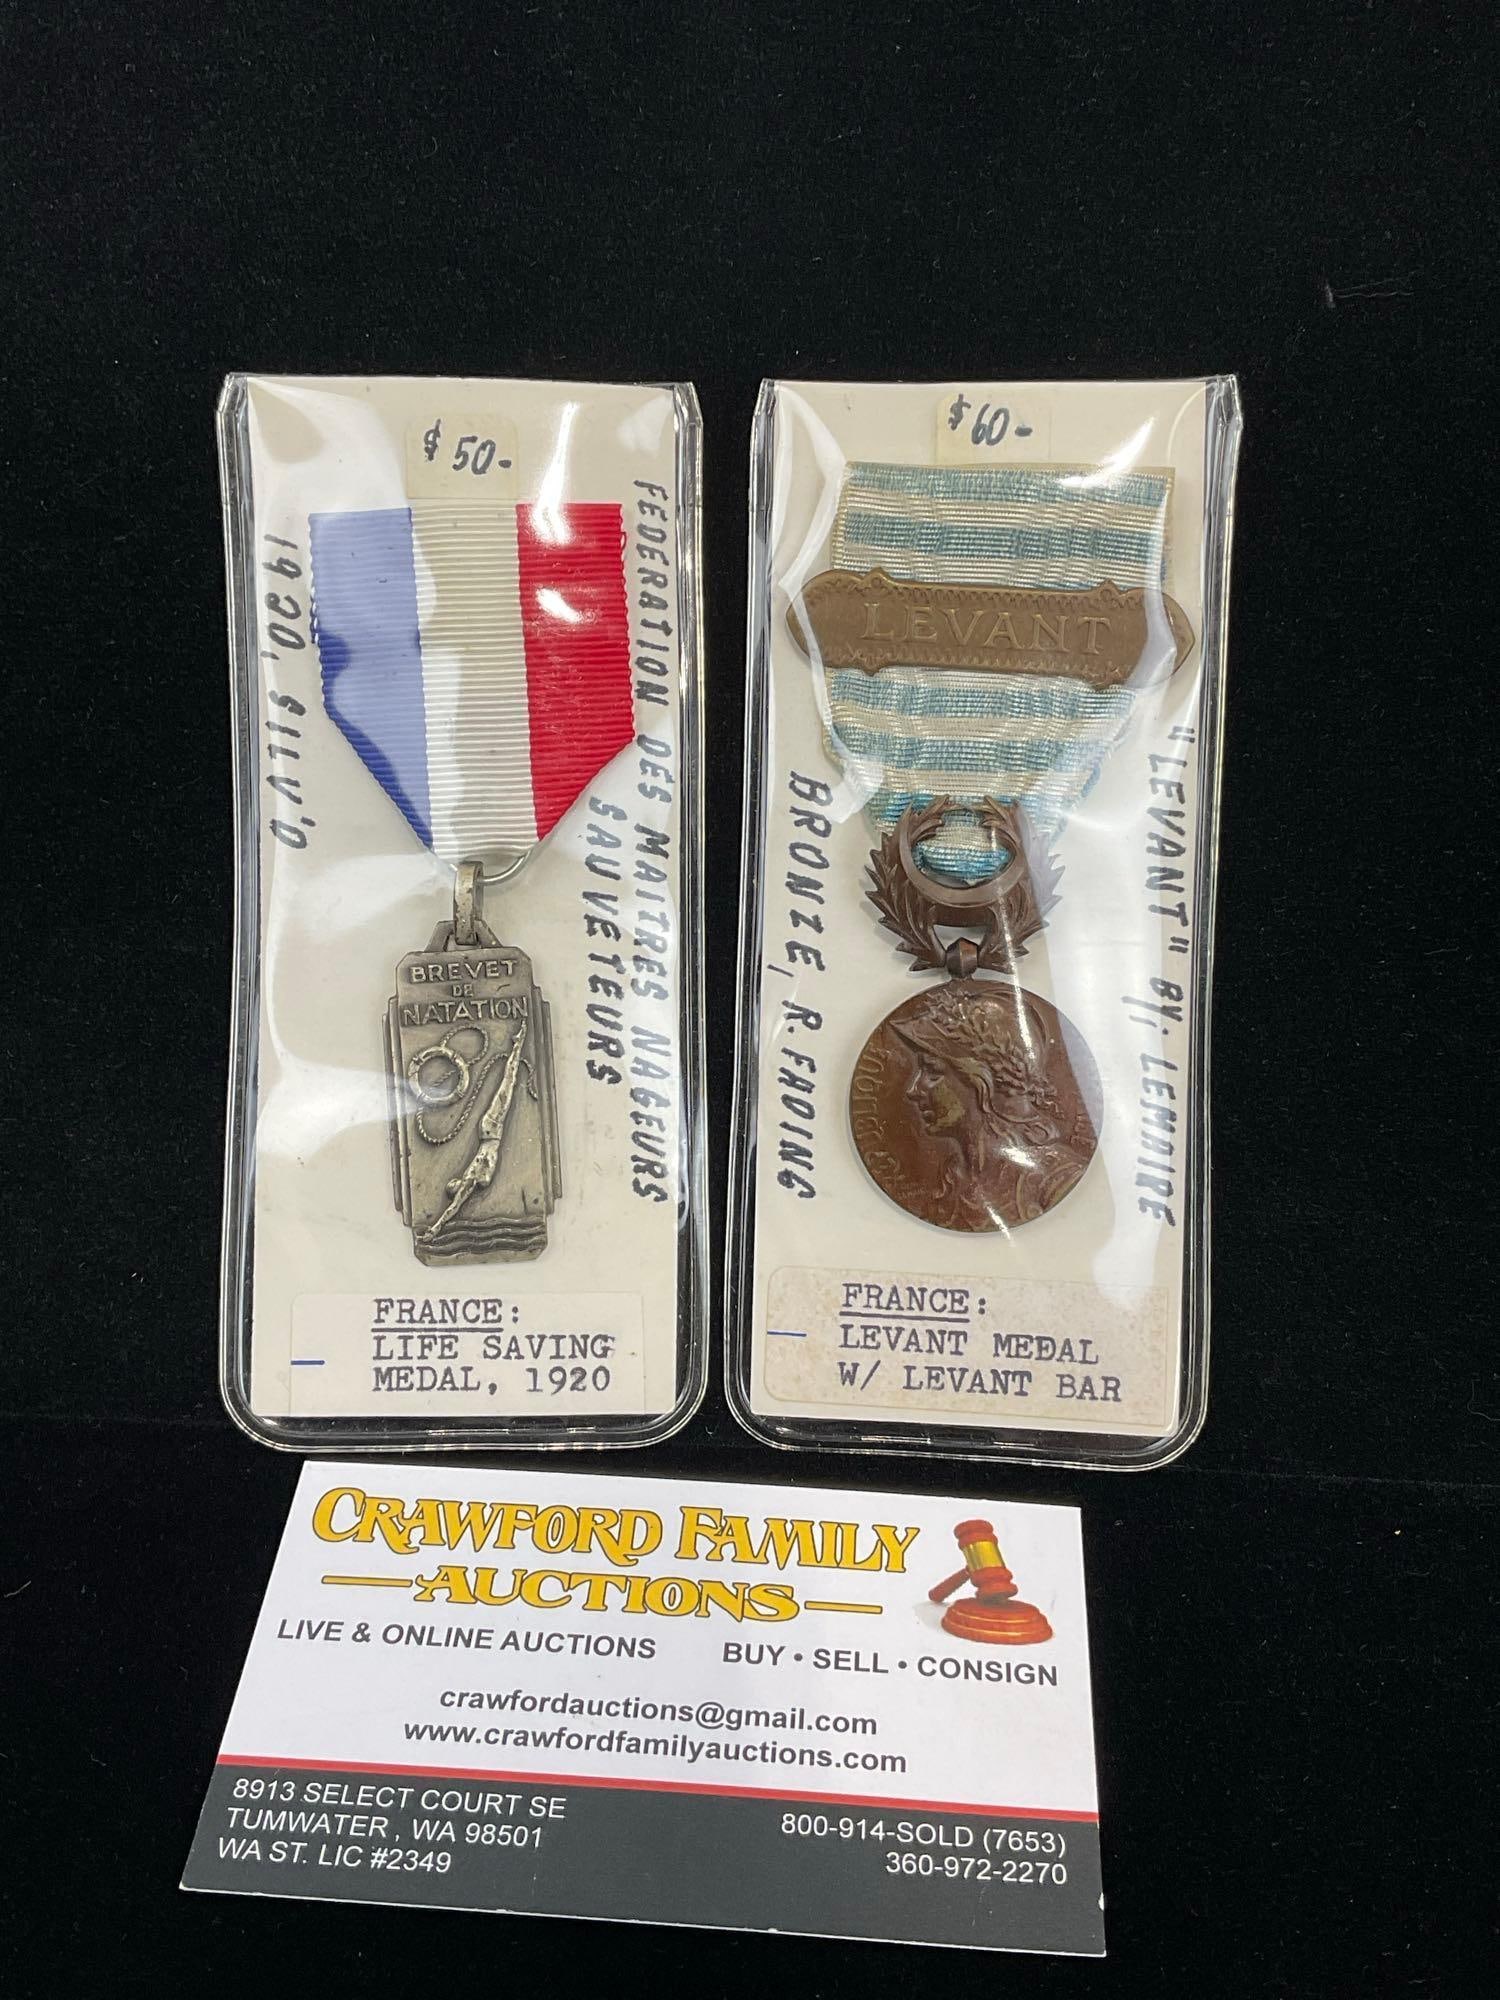 $50-
1920, SILV'D
FEDERATION DES MAITRES NAGEURS
SAUVETEURS
BREVET
DE
NATATION
FRANCE:
LIFE SAVING
MEDAL, 1920
$60-
LEVANT
BRONZE, R. FADING
"LEVANT" BY: LEMAIRE
FRANCE:
LEVANT MEDAL
W/ LEVANT BAR
CRAWFORD FAMILY
AUCTIONS
LIVE & ONLINE AUCTIONS BUY • SELL • CONSIGN
crawfordauctions@gmail.com
www.crawfordfamilyauctions.com
8913 SELECT COURT SE
TUMWATER, WA 98501
WA ST. LIC #2349
800-914-SOLD (7653)
360-972-2270